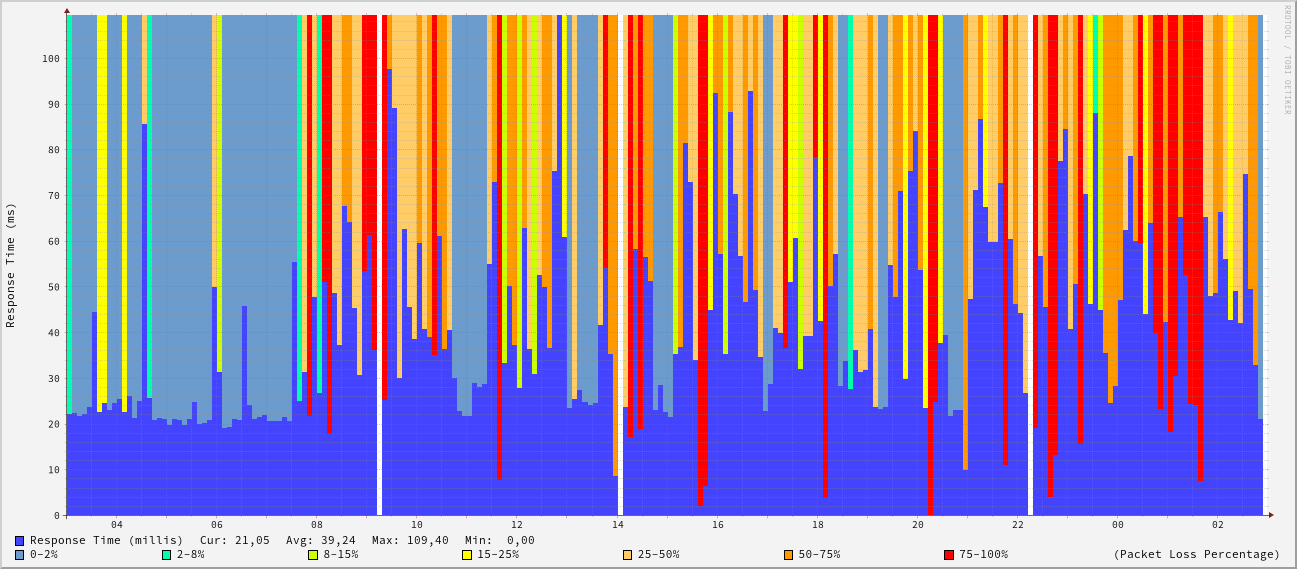 RRDTOOL / TOBI OETIKER
Response Time (ms)
100
90
80
70
60
50
40
30
20
10
0
04 06 08 10 12 14 16 18 20 22 00 02
Response Time (millis) Cur: 21,05 Avg: 39,24 Max: 109,40 Min: 0,00
0-2% 2-8% 8-15% 15-25% 25-50% 50-75% 75-100% (Packet Loss Percentage)